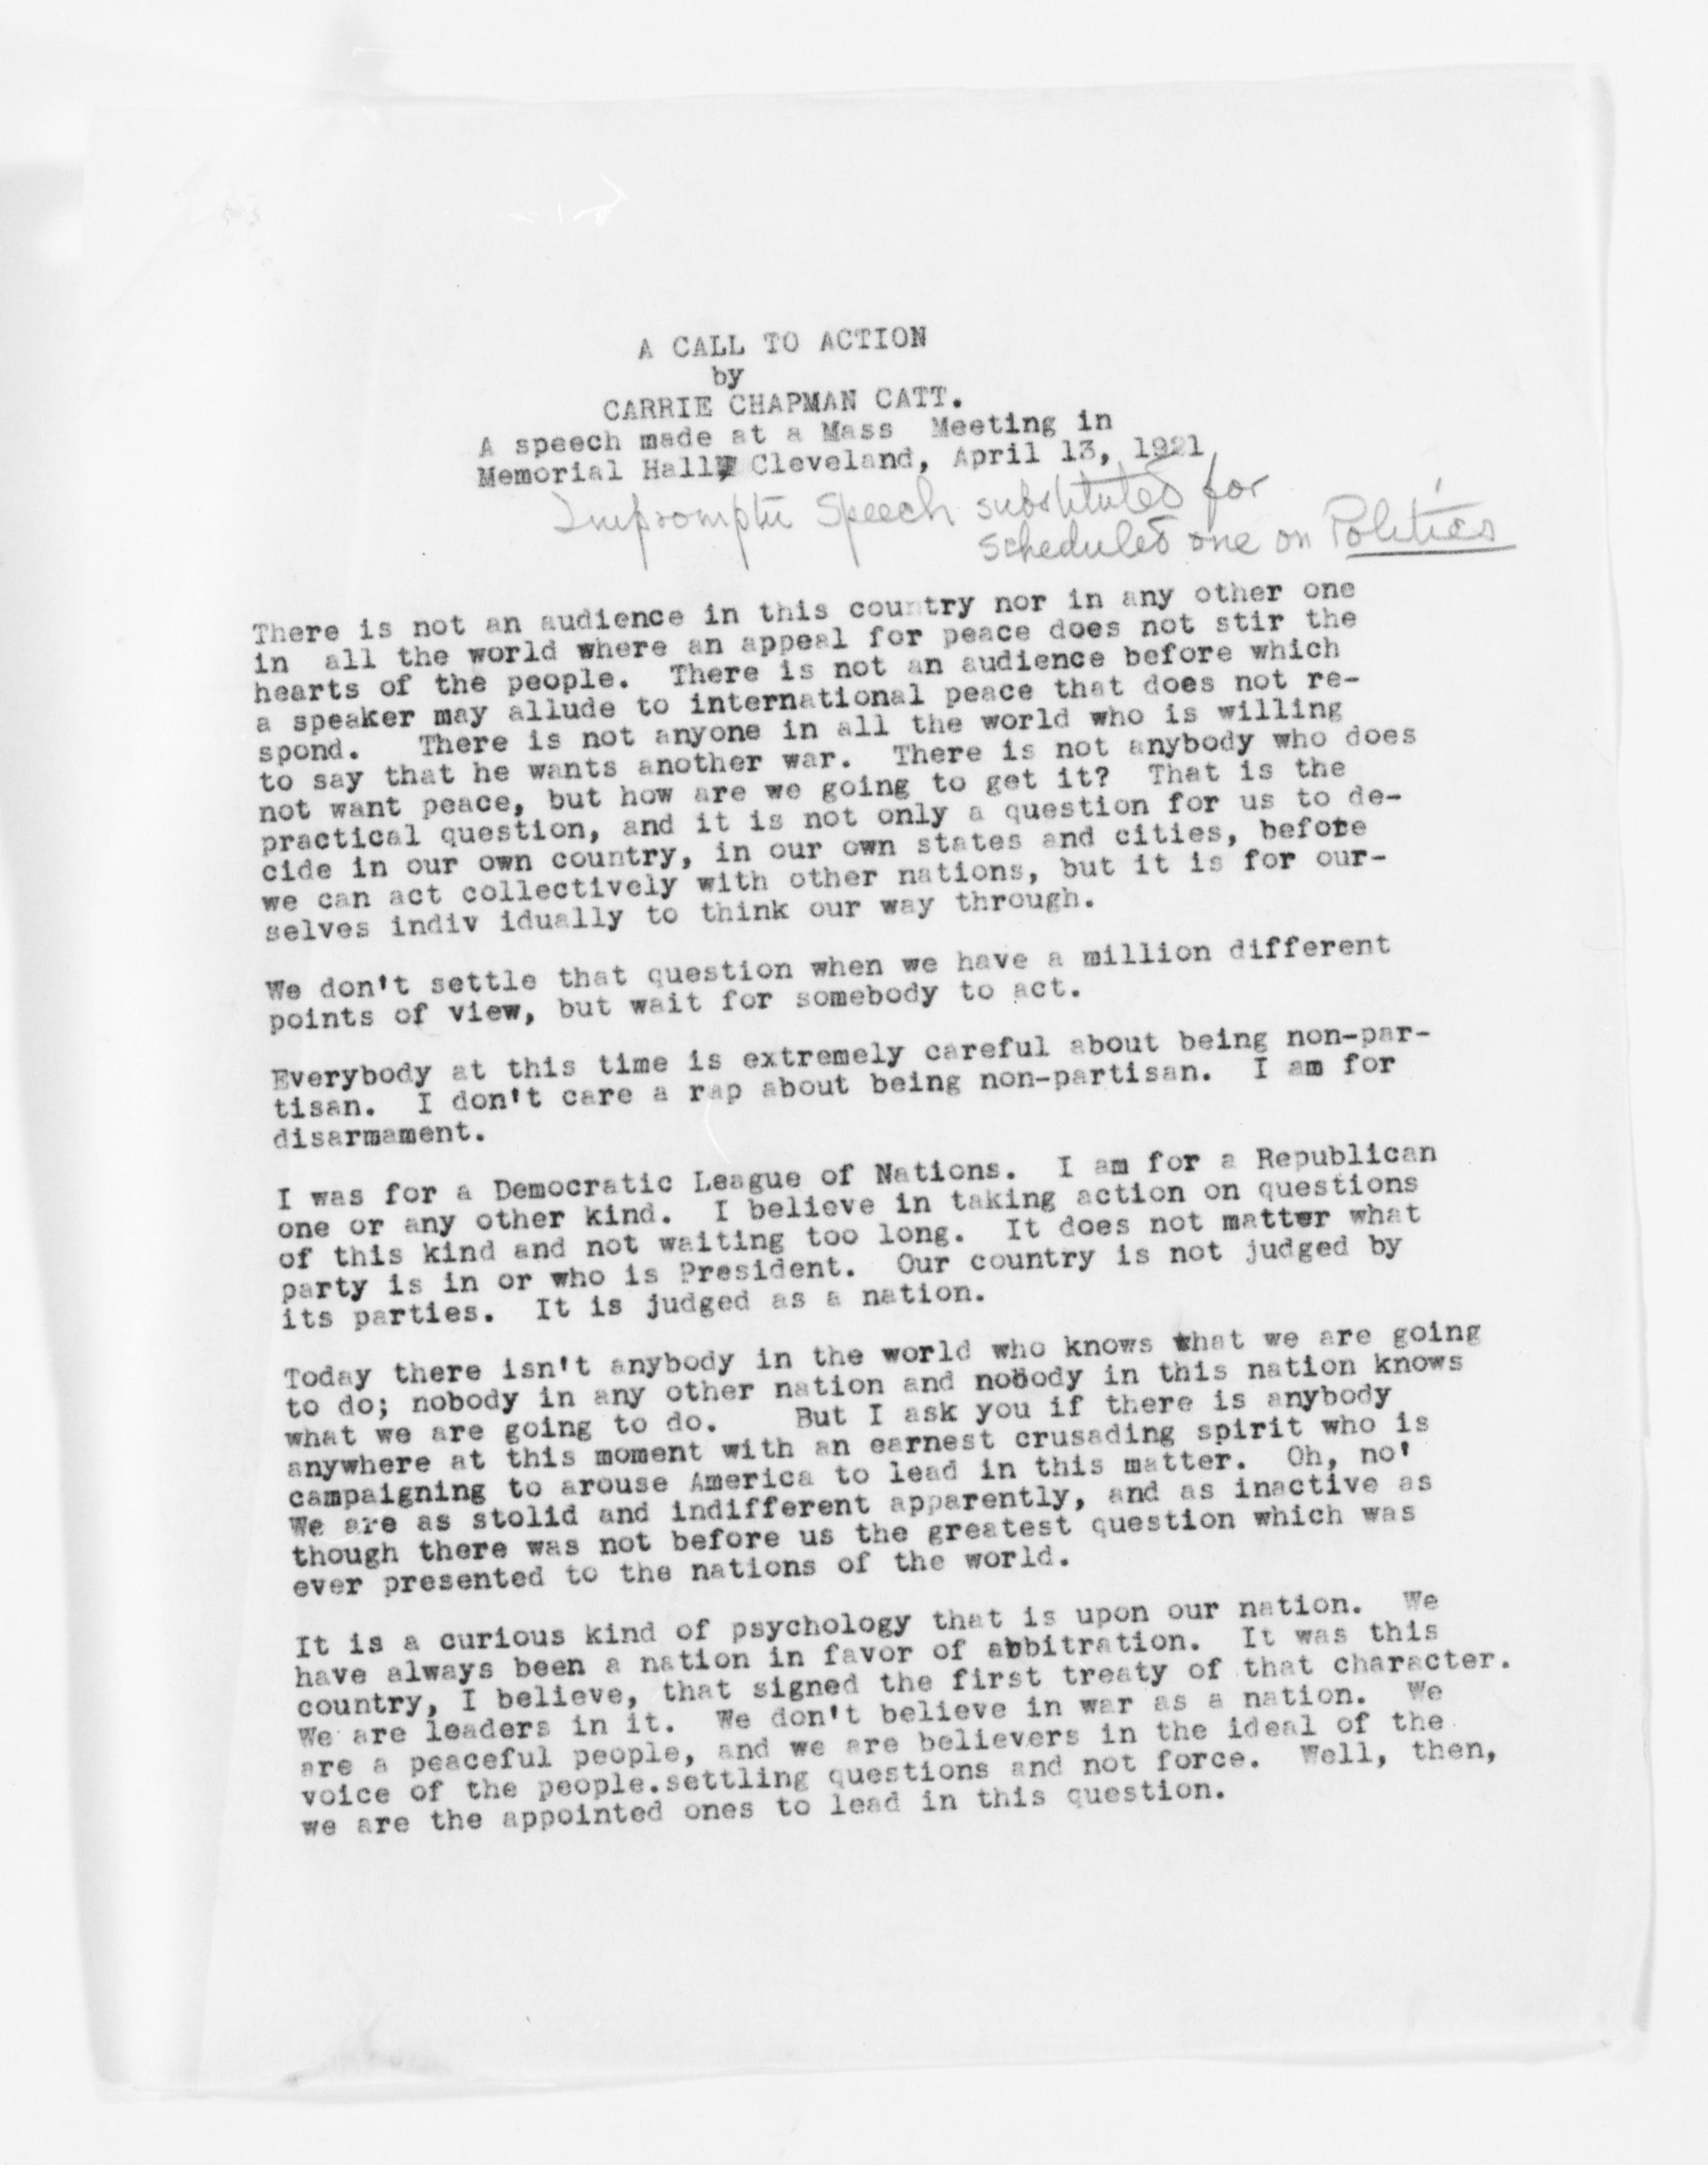 A CALL TO ACTION
by
CARRIE CHAPMAN CATT.
A speech made at a Mass Meeting in
Memorial Hall, Cleveland, April 13, 1921
Impromptu Speech substituted for
scheduled one on Politics
There is not an audience in this country nor in any other one
in all the world where an appeal for peace does not stir the
hearts of the people. There is not an audience before which
a speaker may allude to international peace that does not re-
spond. There is not anyone in all the world who is willing
to say that he wants another war. There is not anybody who does
not want peace, but how are we going to get it? That is the
practical question, and it is not only a question for us to de-
cide in our own country, in our own states and cities, before
we can act collectively with other nations, but it is for our-
selves indiv idually to think our way through.
We don't settle that question when we have a million different
points of view, but wait for somebody to act.
Everybody at this time is extremely careful about being non-par-
tisan. I don't care a rap about being non-partisan. I am for
disarmament.
I was for a Democratic League of Nations. I am for a Republican
one or any other kind. I believe in taking action on questions
of this kind and not waiting too long. It does not matter what
party is in or who is President. Our country is not judged by
its parties. It is judged as a nation.
Today there isn't anybody in the world who knows what we are going
to do; nobody in any other nation and nobody in this nation knows
what we are going to do. But I ask you if there is anybody
anywhere at this moment with an earnest crusading spirit who is
campaigning to arouse America to lead in this matter. Oh, no'
We are as stolid and indifferent apparently, and as inactive as
though there was not before us the greatest question which was
ever presented to the nations of the world.
It is a curious kind of psychology that is upon our nation. We
have always been a nation in favor of arbitration. It was this
country, I believe, that signed the first treaty of that character.
We are leaders in it. We don't believe in war as a nation. We
are a peaceful people, and we are believers in the ideal of the
voice of the people.settling questions and not force. Well, then,
we are the appointed ones to lead in this question.